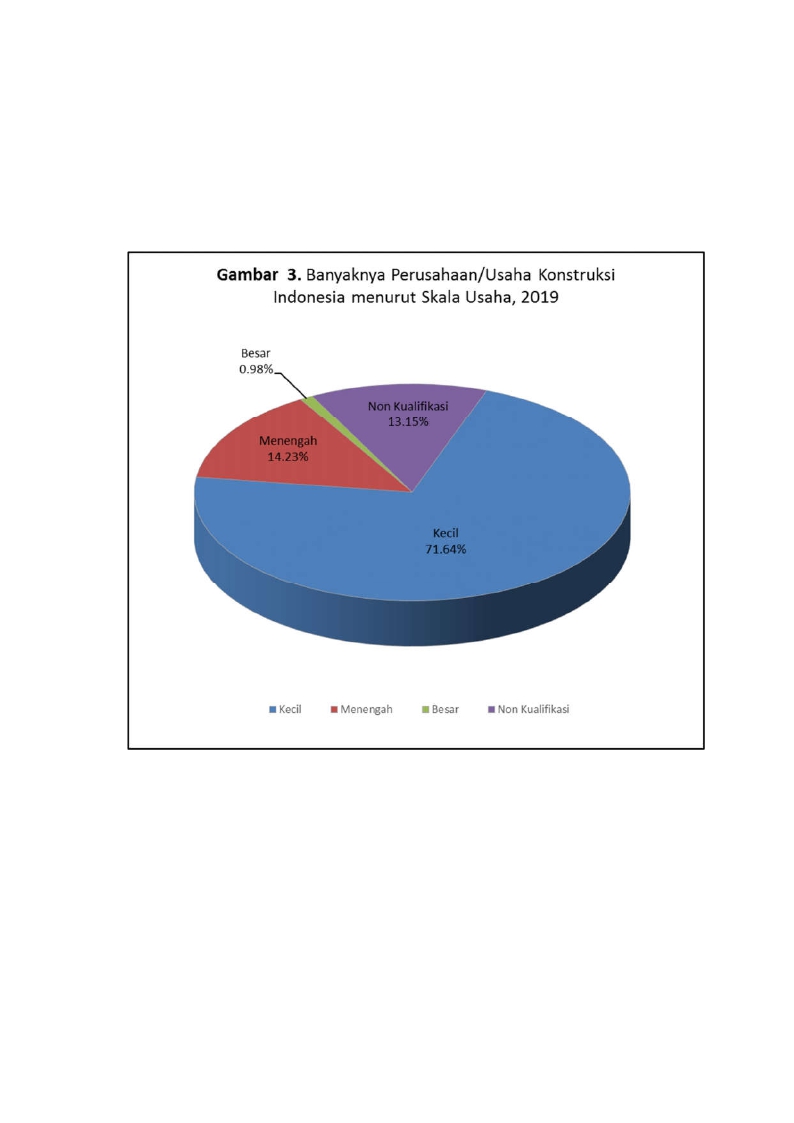 Gambar 3. Banyaknya Perusahaan/Usaha Konstruksi
Indonesia menurut Skala Usaha, 2019
Besar
0.98%
Non Kualifikasi
13.15%
Menengah
14.23%
Kecil
71.64%
Kecil Menengah Besar Non Kualifikasi